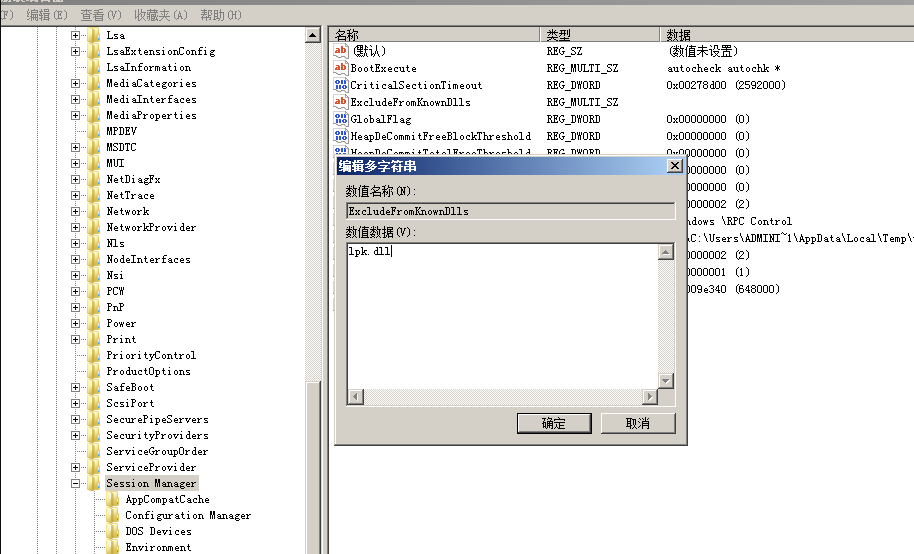 编辑(E) 查看(V) 收藏夹(A) 帮助(H)
Lsa
LsaExtensionConfig
LsaInformation
MediaCategories
MediaInterfaces
MediaProperties
MPDEV
MSDTC
MUI
NetDiagFx
NetTrace
Network
NetworkProvider
Nls
NodeInterfaces
Nsi
PCW
PnP
Power
Print
PriorityControl
ProductOptions
SafeBoot
ScsiPort
SecurePipeServers
SecurityProviders
ServiceGroupOrder
ServiceProvider
Session Manager
AppCompatCache
Configuration Manager
DOS Devices
Environment
名称 类型 数据
(默认) REG_SZ (数值未设置)
BootExecute REG_MULTI_SZ autocheck autochk *
CriticalSectionTimeout REG_DWORD 0x00278d00 (2592000)
ExcludeFromKnownDlls REG_MULTI_SZ
GlobalFlag REG_DWORD 0x00000000 (0)
HeapDeCommitFreeBlockThreshold REG_DWORD 0x00000000 (0)
HeapDeCommitTotalFreeThreshold REG_DWORD 0x00000000 (0)
00000000 (0)
00000000 (0)
0000002 (2)
ndows \RPC Control
\C:\Users\ADMINI~1\AppData\Local\Temp\
0000002 (2)
0000001 (1)
009e340 (648000)
编辑多字符串
数值名称(N):
ExcludeFromKnownDlls
数值数据(V):
lpk.dll
确定 取消